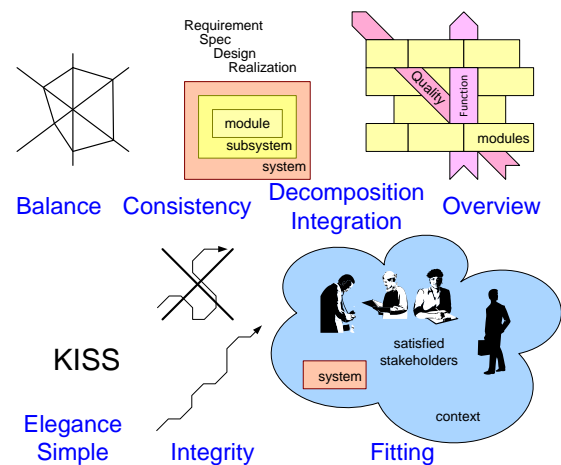 Requirement
Spec
Design
Realization
module
subsystem
system
Quality
Function
modules
Balance
Consistency
Decomposition
Integration
Overview
KISS
satisfied
stakeholders
system
context
Elegance
Simple
Integrity
Fitting